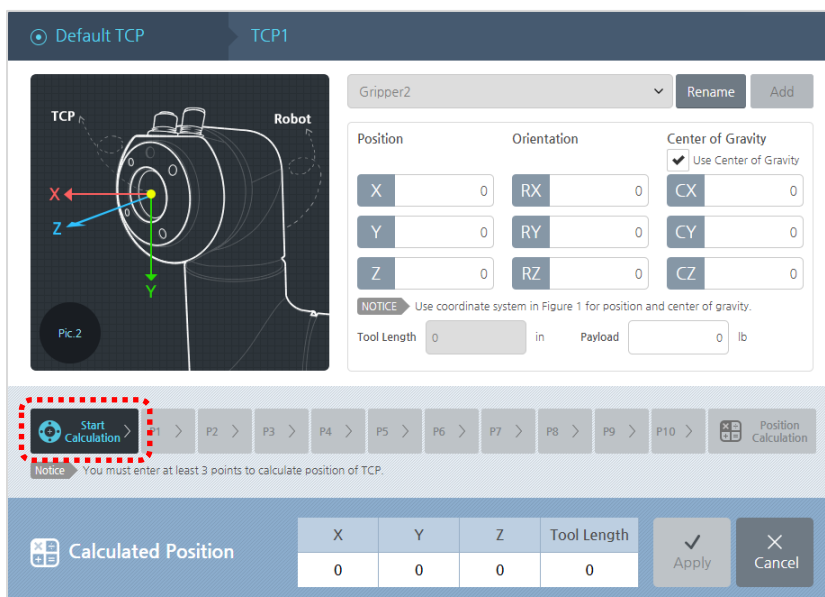 Default TCP TCP1
TCP
Robot
X
Z
Y
Pic.2
Gripper2 Rename Add
Position Orientation Center of Gravity
Use Center of Gravity
X 0 RX 0 CX 0
Y 0 RY 0 CY 0
Z 0 RZ 0 CZ 0
NOTICE Use coordinate system in Figure 1 for position and center of gravity.
Tool Length 0 in Payload 0 lb
Start
Calculation
P1 P2 P3 P4 P5 P6 P7 P8 P9 P10
Position
Calculation
Notice You must enter at least 3 points to calculate position of TCP.
Calculated Position
X Y Z Tool Length
0 0 0 0
Apply
Cancel